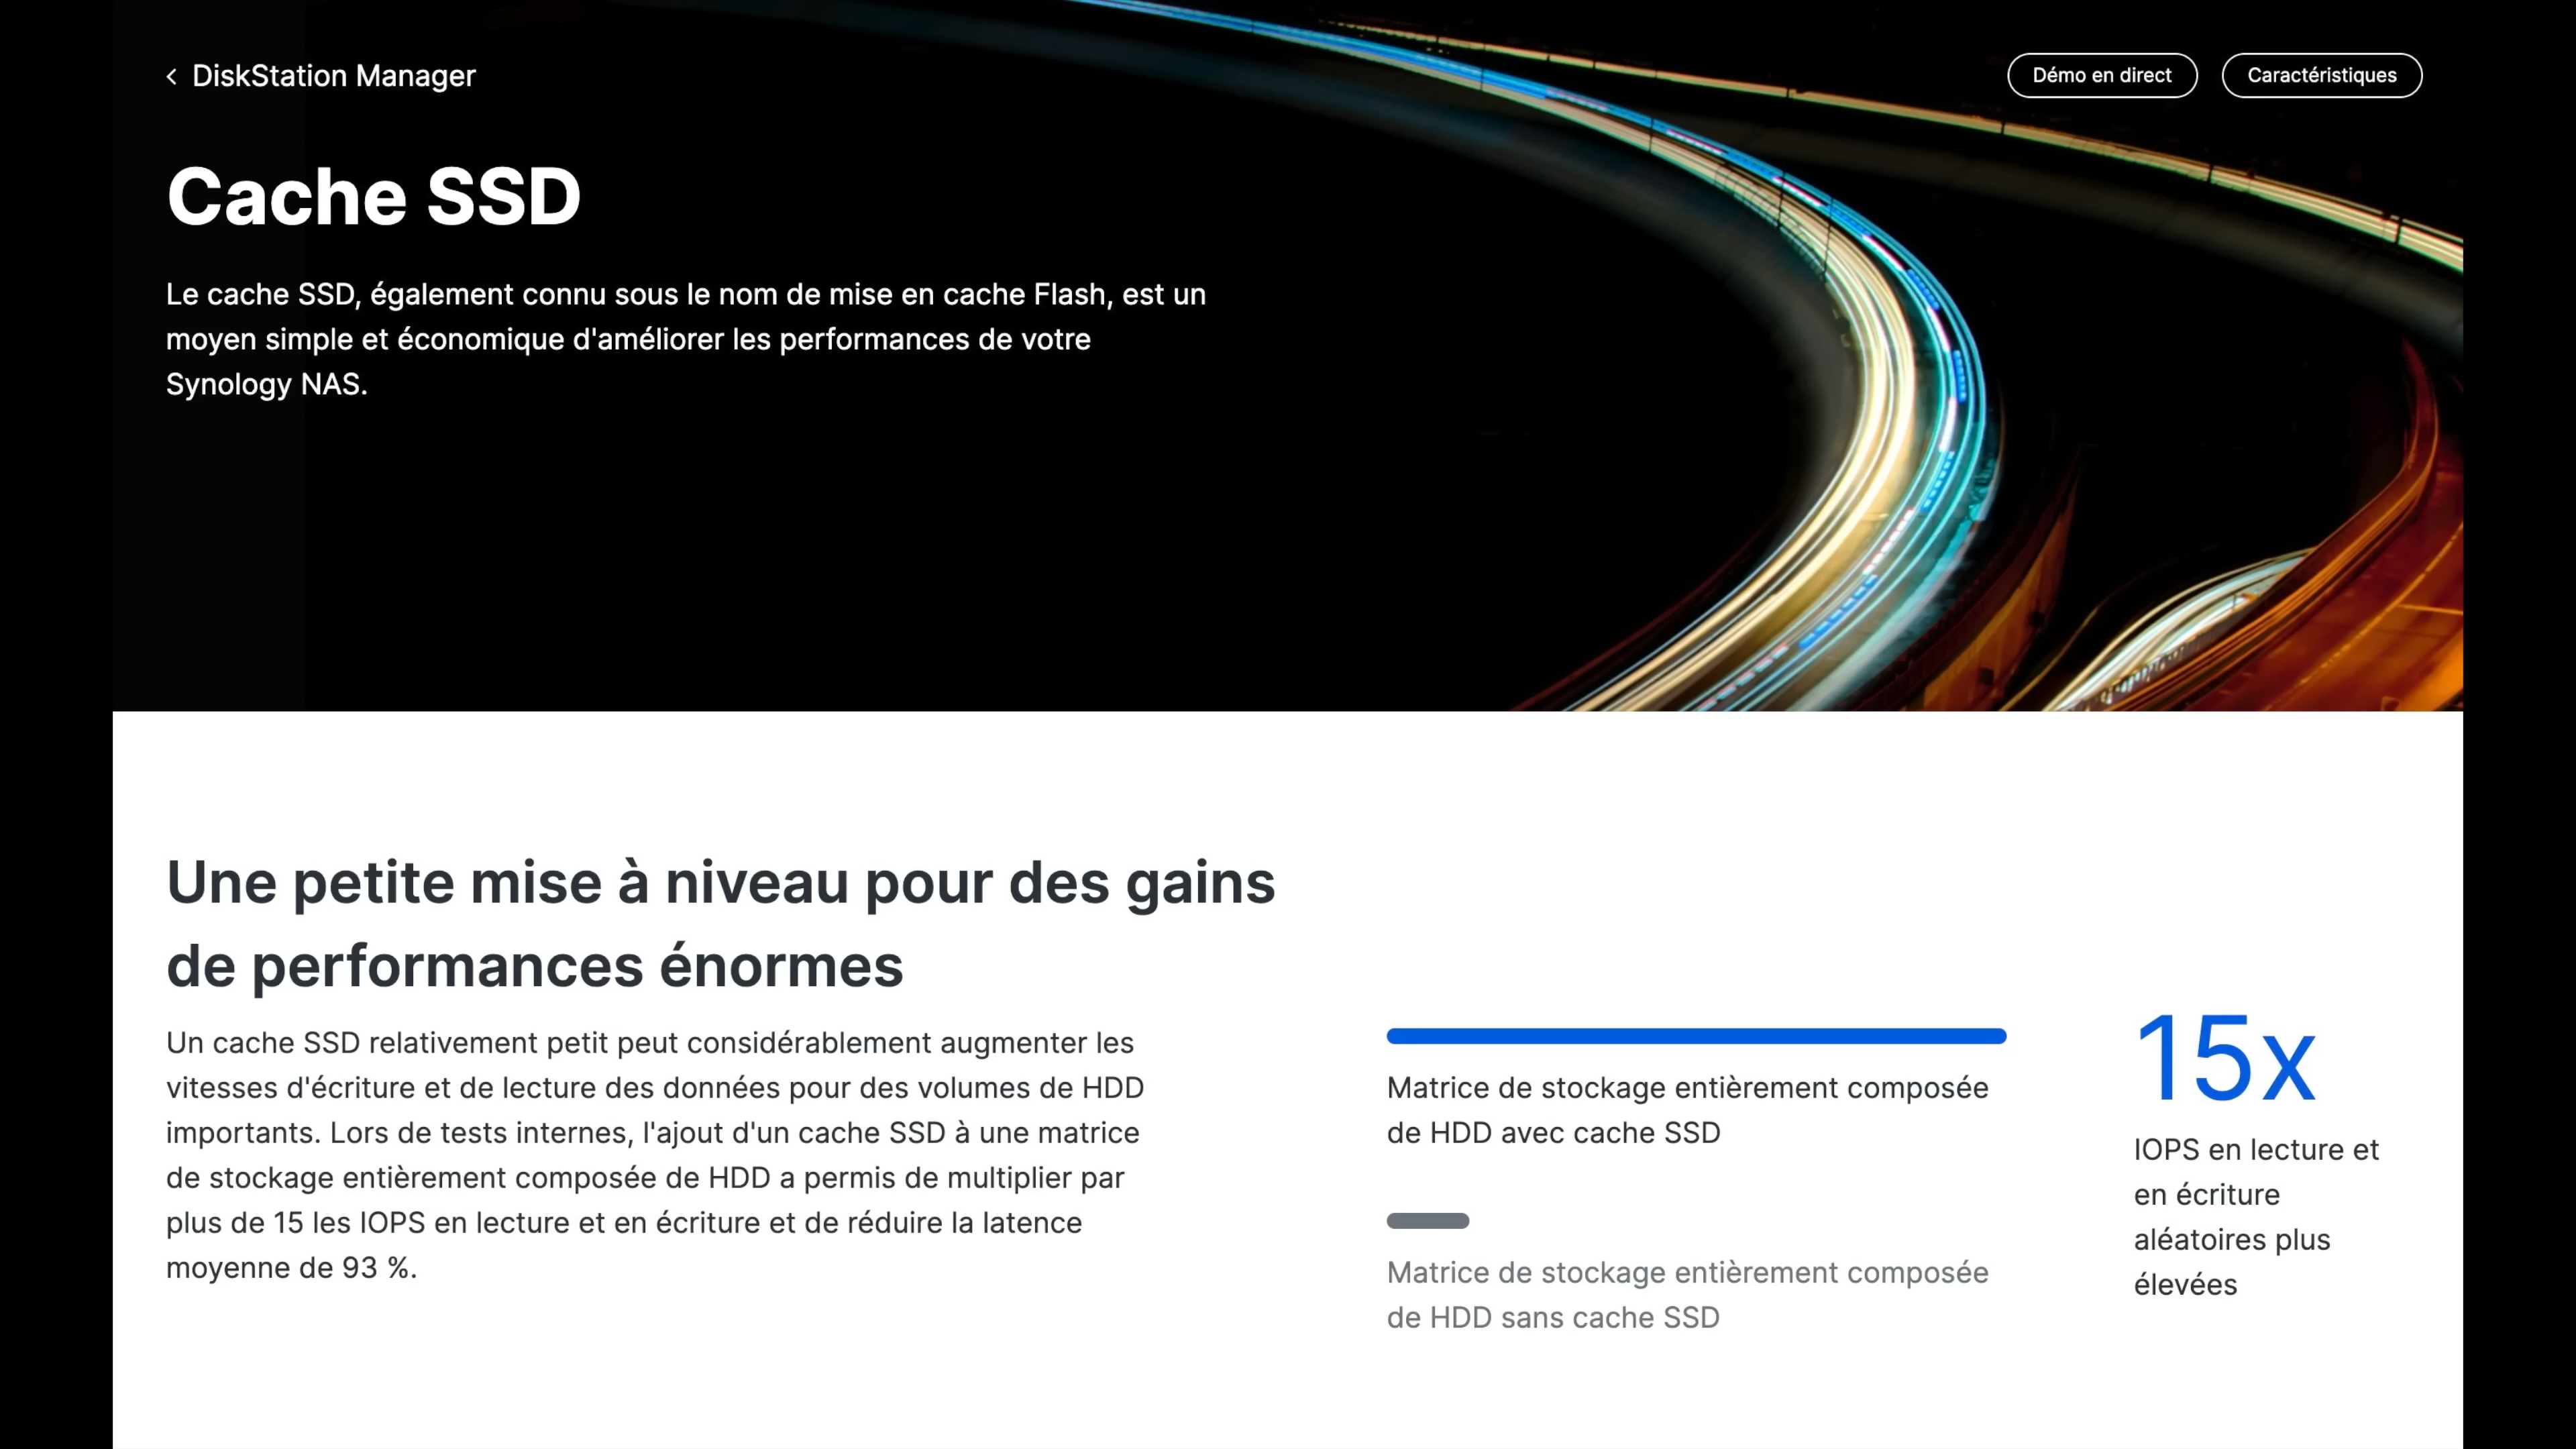 DiskStation Manager
Démo en direct
Caractéristiques
Cache SSD
Le cache SSD, également connu sous le nom de mise en cache Flash, est un
moyen simple et économique d'améliorer les performances de votre
Synology NAS.
Une petite mise à niveau pour des gains
de performances énormes
Un cache SSD relativement petit peut considérablement augmenter les
vitesses d'écriture et de lecture des données pour des volumes de HDD
importants. Lors de tests internes, l'ajout d'un cache SSD à une matrice
de stockage entièrement composée de HDD a permis de multiplier par
plus de 15 les IOPS en lecture et en écriture et de réduire la latence
moyenne de 93 %.
Matrice de stockage entièrement composée
de HDD avec cache SSD
Matrice de stockage entièrement composée
de HDD sans cache SSD
15x
IOPS en lecture et
en écriture
aléatoires plus
élevées